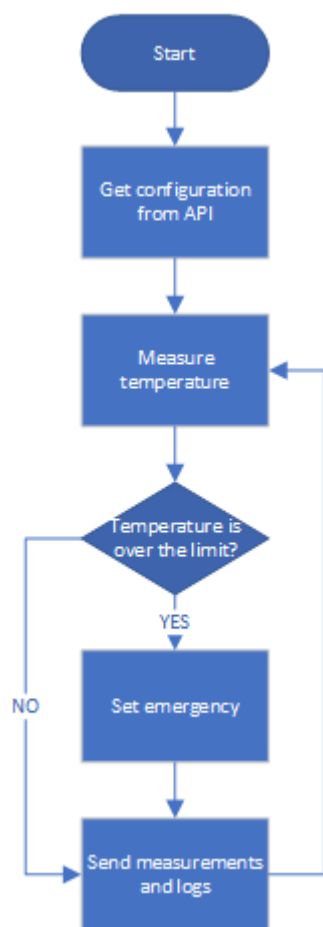 Start
Get configuration
from API
Measure
temperature
Temperature is
over the limit?
YES
NO
Set emergency
Send measurements
and logs